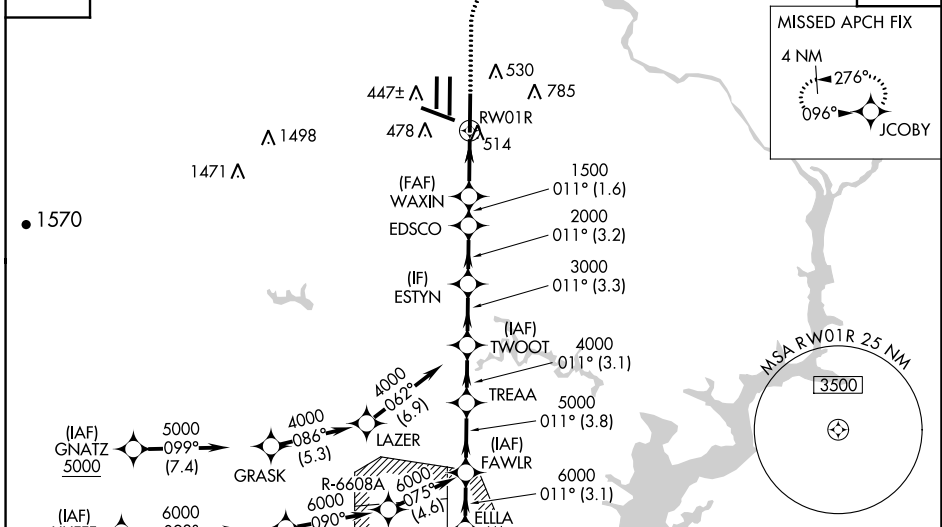 MISSED APCH FIX
4 NM
276°
096°
JCOBY
530
447±
785
RW01R
478
514
1498
1471
1570
(FAF)
WAXIN
1500
011° (1.6)
EDSCO
2000
011° (3.2)
(IF)
ESTYN
3000
011° (3.3)
(IAF)
TWOOT
4000
011° (3.1)
TREAA
5000
011° (3.8)
(IAF)
FAWLR
6000
011° (3.1)
ELLLA
MSA RW01R 25 NM
3500
(IAF)
GNATZ
5000
5000
099°
(7.4)
GRASK
4000
086°
(5.3)
LAZER
4000
062°
(6.9)
R-6608A
6000
075°
(4.6)
(IAF)
6000
6000
090°